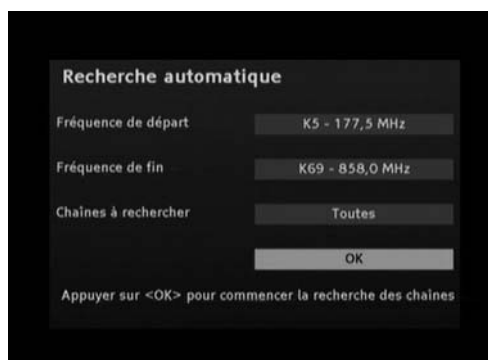 Recherche automatique
Fréquence de départ K5 - 177,5 MHz
Fréquence de fin K69 - 858,0 MHz
Chaînes à rechercher Toutes
OK
Appuyer sur <OK> pour commencer la recherche des chaînes